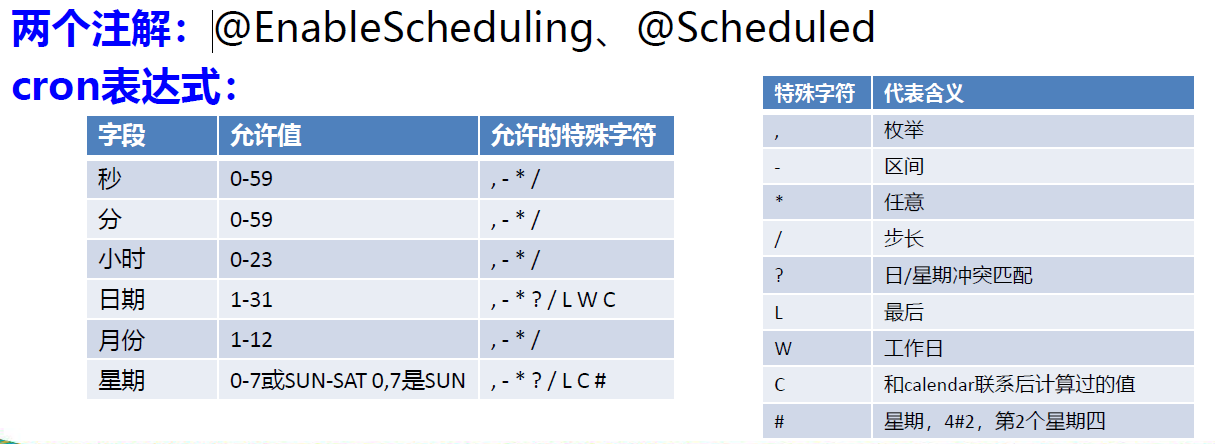 两个注解：@EnableScheduling、@Scheduled
cron表达式：
字段 允许值 允许的特殊字符
秒 0-59 , - * /
分 0-59 , - * /
小时 0-23 , - * /
日期 1-31 , - * ? / L W C
月份 1-12 , - * /
星期 0-7或SUN-SAT 0,7是SUN , - * ? / L C #
特殊字符 代表含义
, 枚举
- 区间
* 任意
/ 步长
? 日/星期冲突匹配
L 最后
W 工作日
C 和calendar联系后计算过的值
# 星期，4#2，第2个星期四